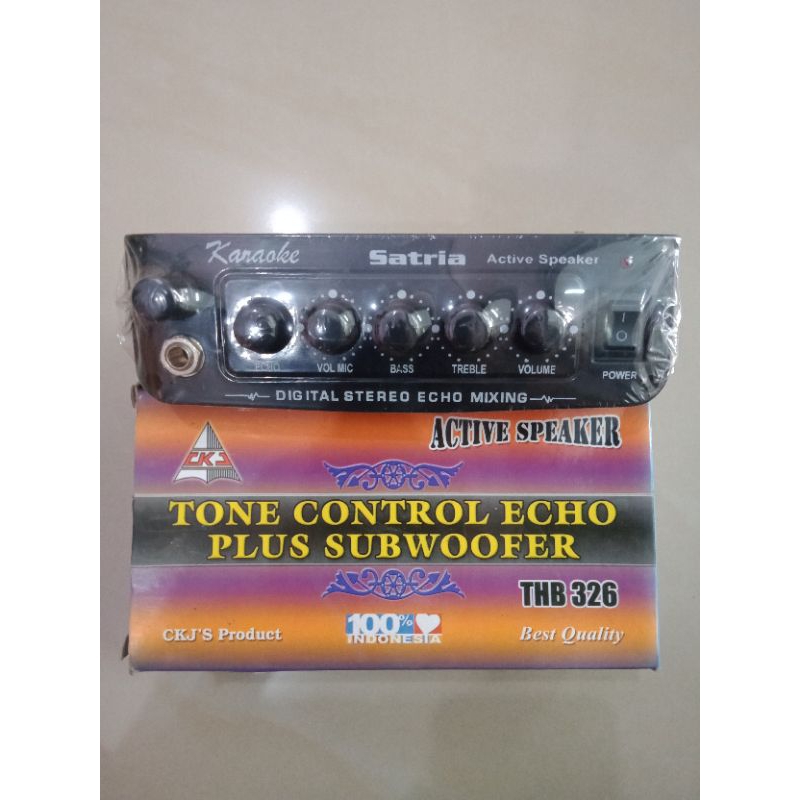 Karaoke Satria Active Speaker
ECHO VOL MIC BASS TREBLE VOLUME
POWER
DIGITAL STEREO ECHO MIXING
ACTIVE SPEAKER
CKJ
TONE CONTROL ECHO
PLUS SUBWOOFER
THB 326
CKJ'S Product
100%
INDONESIA
Best Quality